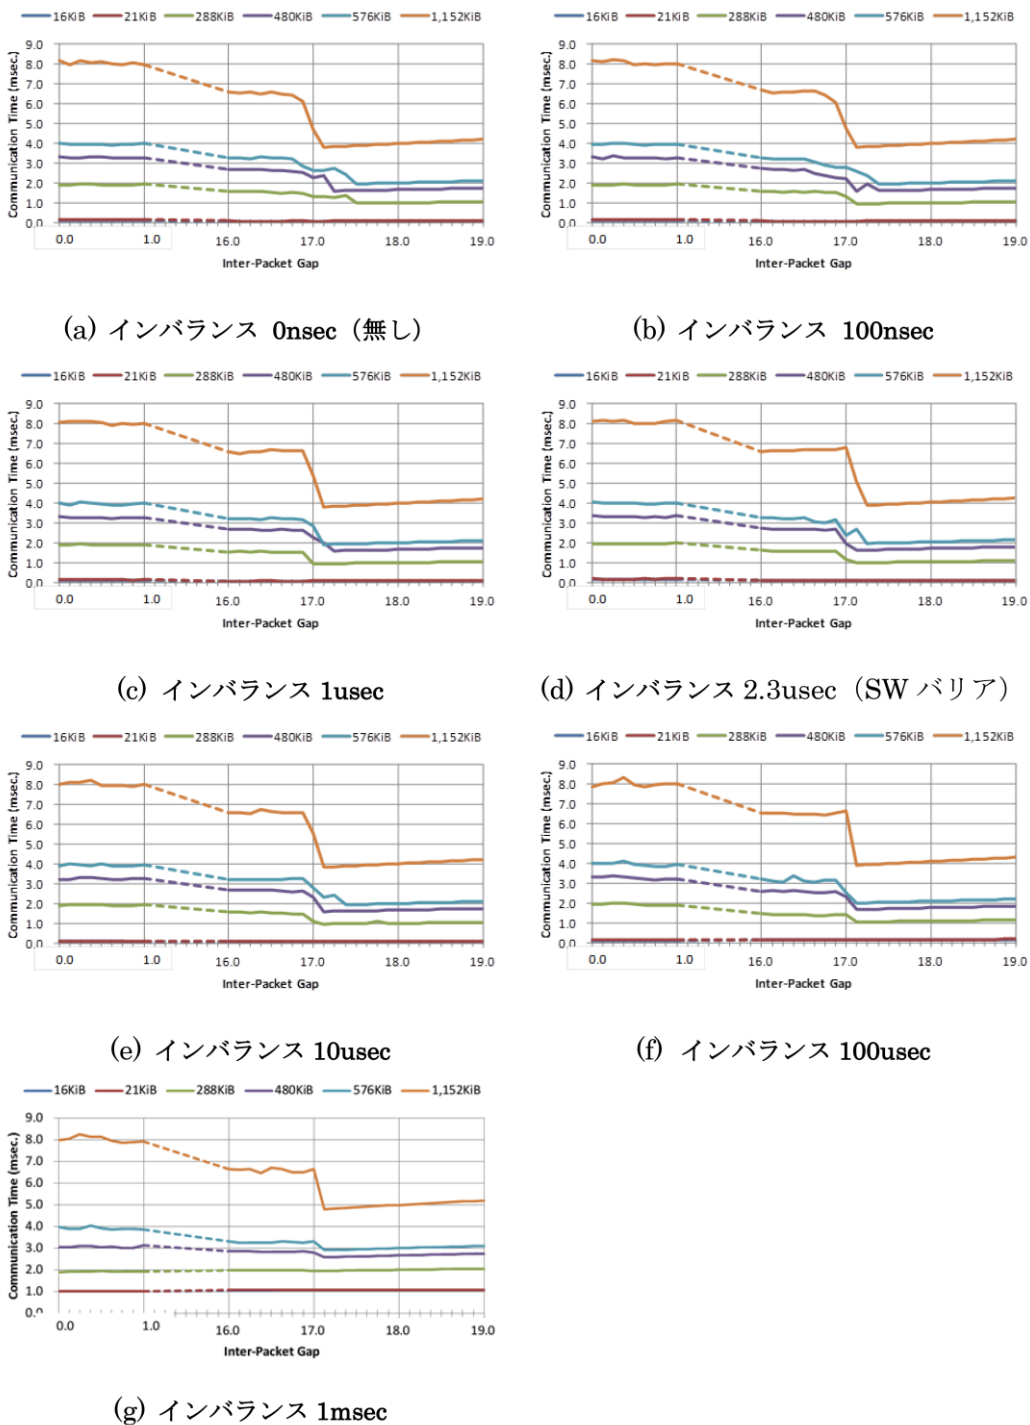 16KiB 21KiB 288KiB 480KiB 576KiB 1,152KiB
Communication Time (msec.)
9.0
8.0
7.0
6.0
5.0
4.0
3.0
2.0
1.0
0.0
0.0 1.0 16.0 17.0 18.0 19.0
Inter-Packet Gap
(a) インバランス 0nsec（無し）
16KiB 21KiB 288KiB 480KiB 576KiB 1,152KiB
Communication Time (msec.)
9.0
8.0
7.0
6.0
5.0
4.0
3.0
2.0
1.0
0.0
0.0 1.0 16.0 17.0 18.0 19.0
Inter-Packet Gap
(b) インバランス 100nsec
16KiB 21KiB 288KiB 480KiB 576KiB 1,152KiB
Communication Time (msec.)
9.0
8.0
7.0
6.0
5.0
4.0
3.0
2.0
1.0
0.0
0.0 1.0 16.0 17.0 18.0 19.0
Inter-Packet Gap
(c) インバランス 1usec
16KiB 21KiB 288KiB 480KiB 576KiB 1,152KiB
Communication Time (msec.)
9.0
8.0
7.0
6.0
5.0
4.0
3.0
2.0
1.0
0.0
0.0 1.0 16.0 17.0 18.0 19.0
Inter-Packet Gap
(d) インバランス 2.3usec（SW バリア）
16KiB 21KiB 288KiB 480KiB 576KiB 1,152KiB
Communication Time (msec.)
9.0
8.0
7.0
6.0
5.0
4.0
3.0
2.0
1.0
0.0
0.0 1.0 16.0 17.0 18.0 19.0
Inter-Packet Gap
(e) インバランス 10usec
16KiB 21KiB 288KiB 480KiB 576KiB 1,152KiB
Communication Time (msec.)
9.0
8.0
7.0
6.0
5.0
4.0
3.0
2.0
1.0
0.0
0.0 1.0 16.0 17.0 18.0 19.0
Inter-Packet Gap
(f) インバランス 100usec
16KiB 21KiB 288KiB 480KiB 576KiB 1,152KiB
Communication Time (msec.)
9.0
8.0
7.0
6.0
5.0
4.0
3.0
2.0
1.0
0.0
0.0 1.0 16.0 17.0 18.0 19.0
Inter-Packet Gap
(g) インバランス 1msec